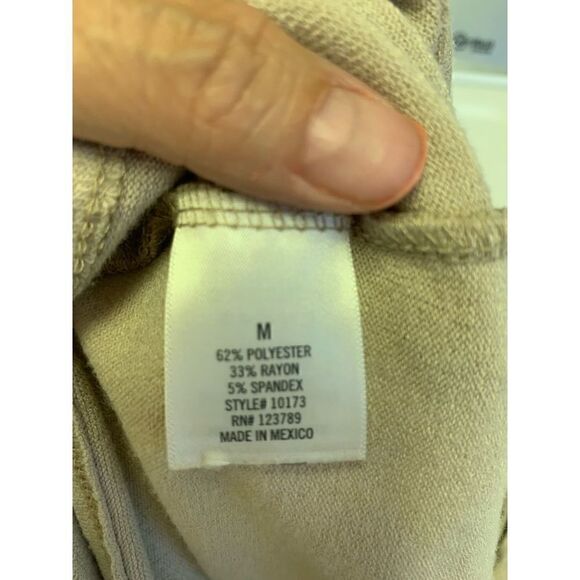 M
62% POLYESTER
33% RAYON
5% SPANDEX
STYLE# 10173
RN# 123789
MADE IN MEXICO